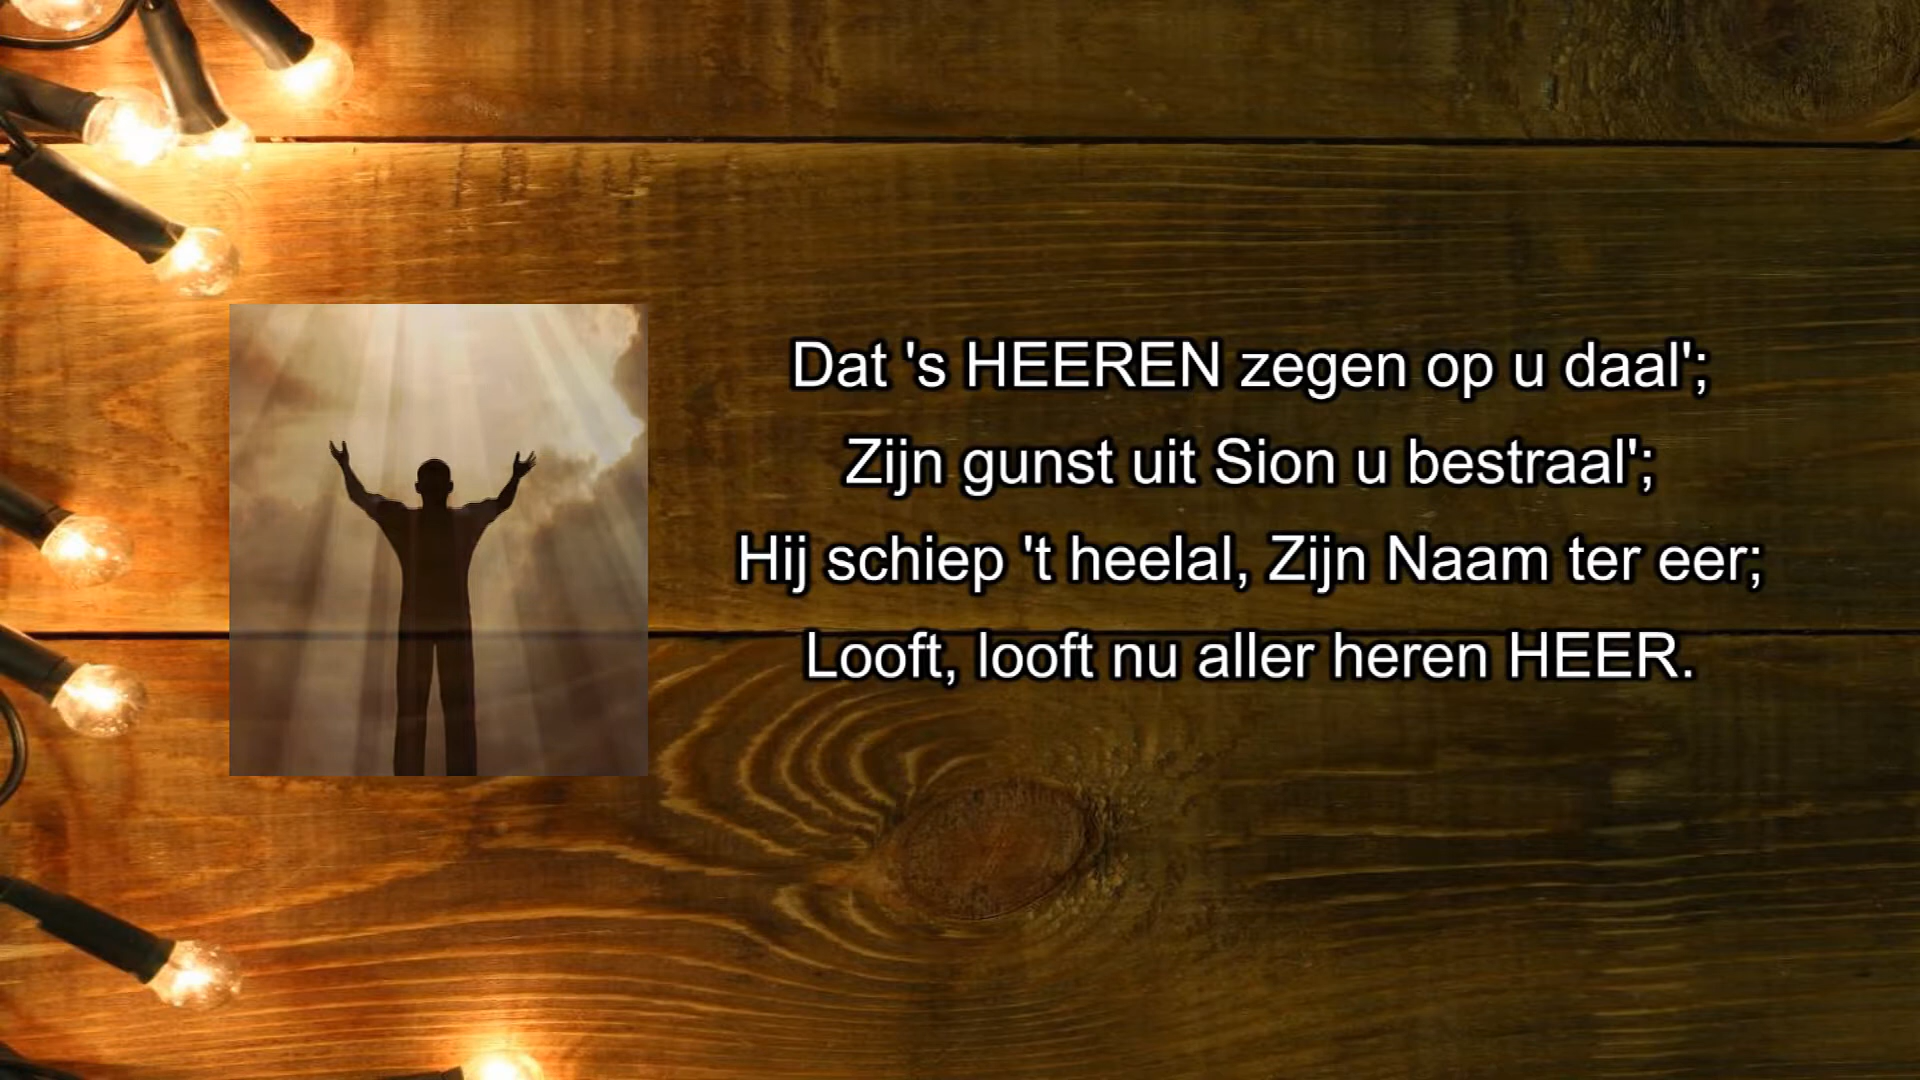 Dat 's HEEREN zegen op u daal';
Zijn gunst uit Sion u bestraal';
Hij schiep 't heelal, Zijn Naam ter eer;
Looft, looft nu aller heren HEER.